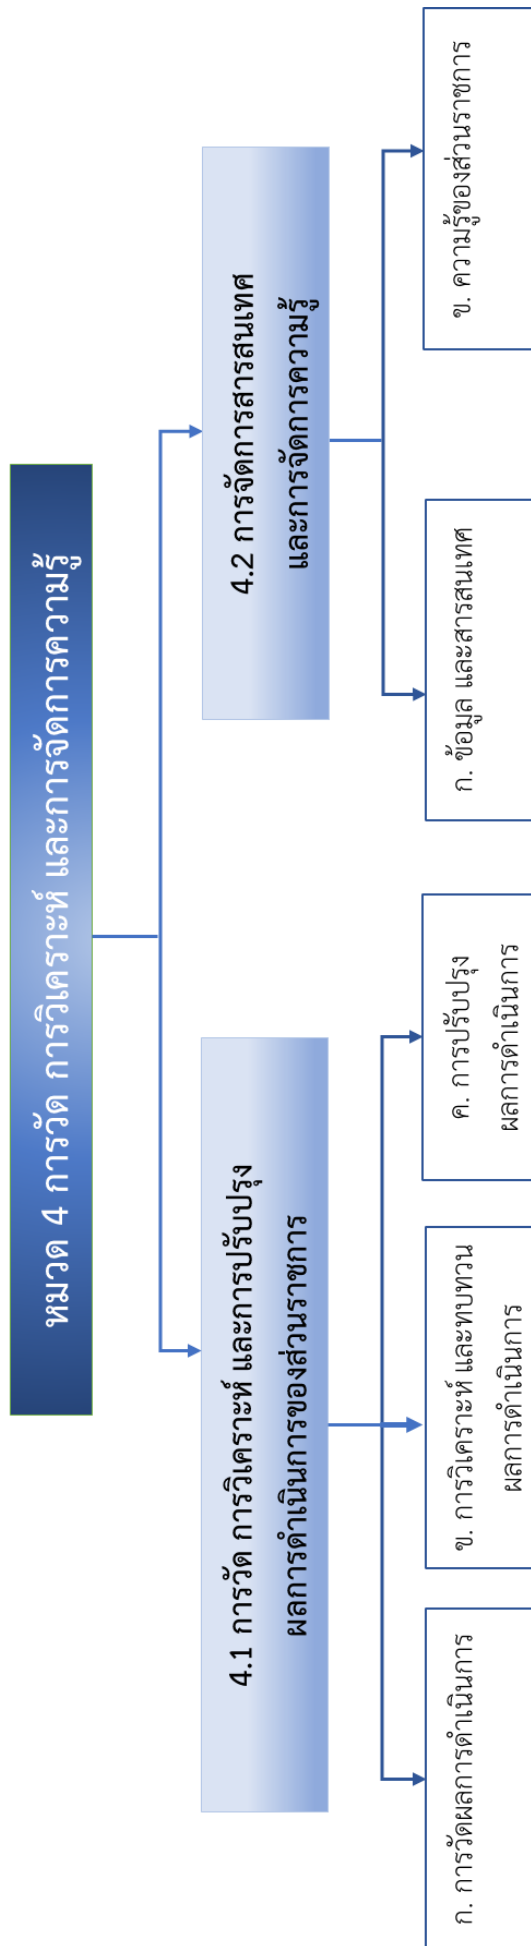 หมวด 4 การวัด การวิเคราะห์ และการจัดการความรู้
4.1 การวัด การวิเคราะห์ และการปรับปรุง
ผลการดำเนินการของส่วนราชการ
4.2 การจัดการสารสนเทศ
และการจัดการความรู้
ก. การวัดผลการดำเนินการ
ข. การวิเคราะห์ และทบทวน
ผลการดำเนินการ
ค. การปรับปรุง
ผลการดำเนินการ
ก. ข้อมูล และสารสนเทศ
ข. ความรู้ของส่วนราชการ